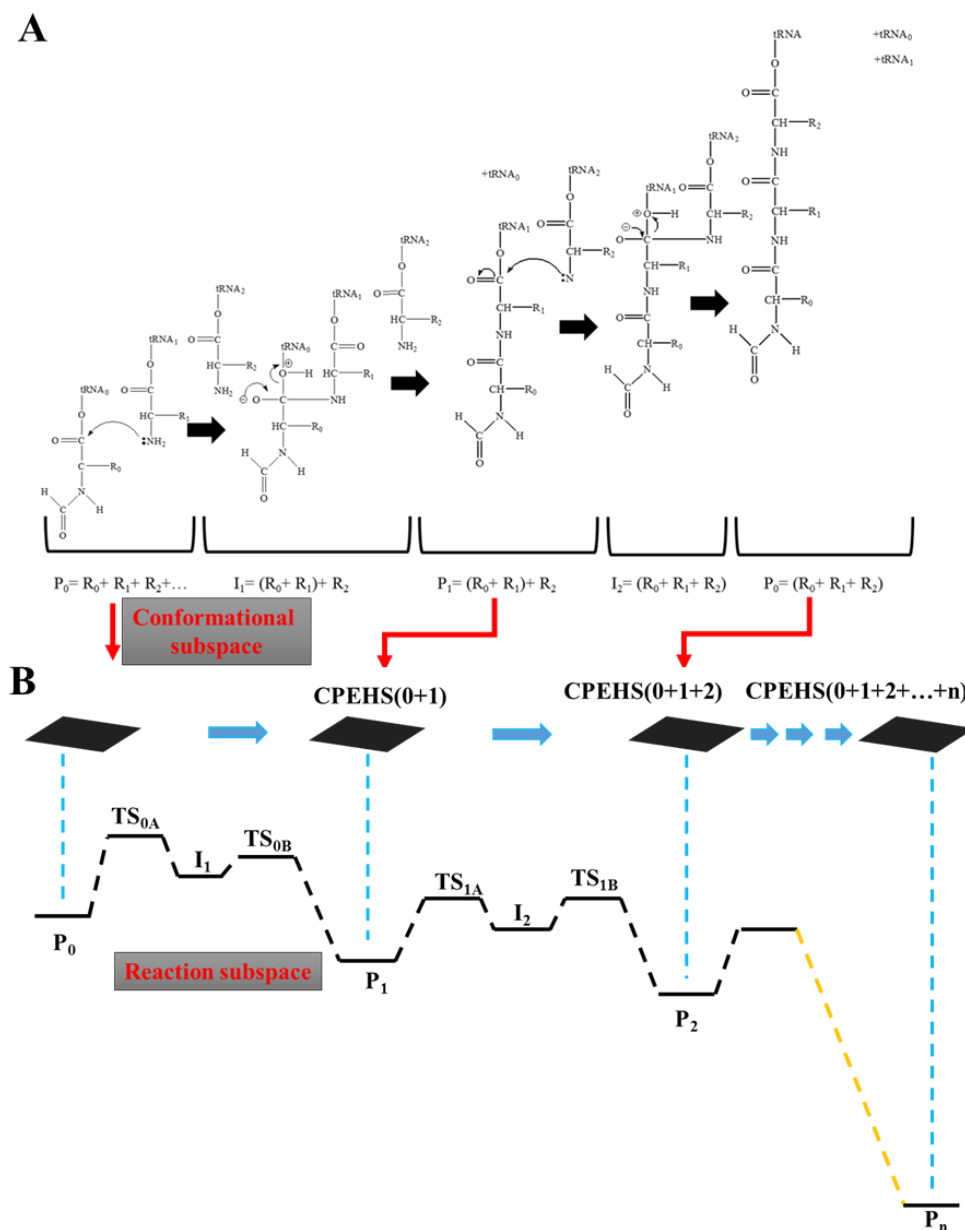 A
tRNA₀
O
O=C
C—R₀
N
H
C
H
O
tRNA₁
O
O=C
CH—R₁
:NH₂
tRNA₂
O
O=C
CH—R₂
NH₂
tRNA₀
⊕
O—H
⊖
O—C—NH
CH—R₀
N
H
C
H
O
tRNA₁
O
C=O
CH—R₁
tRNA₂
O
O=C
CH—R₂
NH₂
+tRNA₀
tRNA₁
O
O=C
CH—R₁
NH
O=C
CH—R₀
N
H
C
H
O
tRNA₂
O
O=C
CH—R₂
:N
tRNA₁
⊕
O—H
⊖
O—C—NH
CH—R₁
NH
O=C
CH—R₀
N
H
C
H
O
tRNA₂
O
O=C
CH—R₂
tRNA
O
O=C
CH—R₂
NH
O=C
CH—R₁
NH
O=C
CH—R₀
N
H
C
H
O
+tRNA₀
+tRNA₁
P₀= R₀+ R₁+ R₂+…
I₁= (R₀+ R₁)+ R₂
P₁= (R₀+ R₁)+ R₂
I₂= (R₀+ R₁+ R₂)
P₀= (R₀+ R₁+ R₂)
Conformational
subspace
B
CPEHS(0+1)
CPEHS(0+1+2)
CPEHS(0+1+2+…+n)
TS₀A
I₁
TS₀B
P₀
TS₁A
I₂
TS₁B
Reaction subspace
P₁
P₂
Pₙ